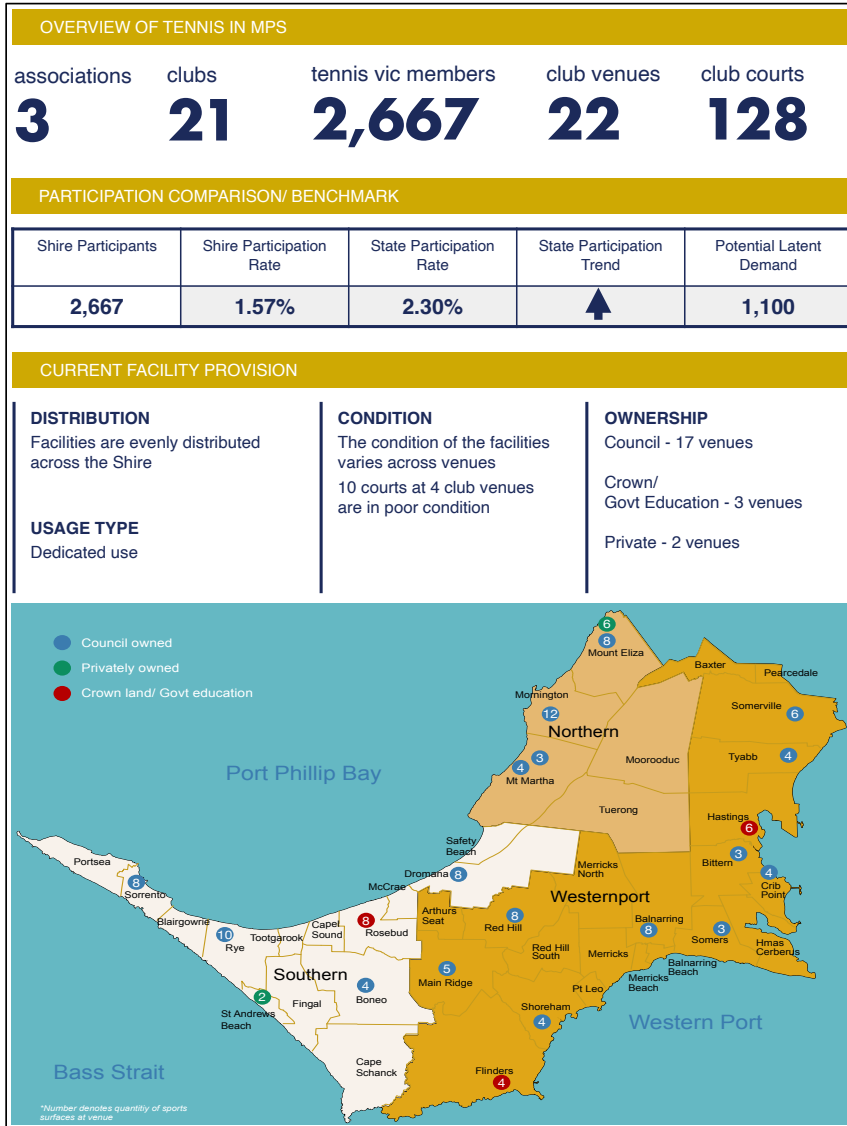 OVERVIEW OF TENNIS IN MPS
associations
3
clubs
21
tennis vic members
2,667
club venues
22
club courts
128
PARTICIPATION COMPARISON/ BENCHMARK
Shire Participants
Shire Participation
Rate
State Participation
Rate
State Participation
Trend
Potential Latent
Demand
2,667
1.57%
2.30%
1,100
CURRENT FACILITY PROVISION
DISTRIBUTION
Facilities are evenly distributed
across the Shire
USAGE TYPE
Dedicated use
CONDITION
The condition of the facilities
varies across venues
10 courts at 4 club venues
are in poor condition
OWNERSHIP
Council - 17 venues
Crown/
Govt Education - 3 venues
Private - 2 venues
Council owned
Privately owned
Crown land/ Govt education
6
8
Mount Eliza
Baxter
Pearcedale
Mornington
12
Somerville
6
Northern
3
4
Mt Martha
Moorooduc
Tyabb
4
Port Phillip Bay
Tuerong
Hastings
6
Safety
Beach
Bittern
3
4
Crib
Point
Portsea
8
Sorrento
Dromana
8
Merricks
North
McCrae
Westernport
Blairgowrie
10
Rye
Tootgarook
Capel
Sound
8
Rosebud
Arthurs
Seat
8
Red Hill
Balnarring
8
3
Somers
Hmas
Cerberus
Red Hill
South
Merricks
Balnarring
Beach
Southern
5
Main Ridge
Merricks
Beach
Pt Leo
2
St Andrews
Beach
Fingal
4
Boneo
Shoreham
4
Western Port
Bass Strait
Cape
Schanck
Flinders
4
*Number denotes quantitiy of sports
surfaces at venue